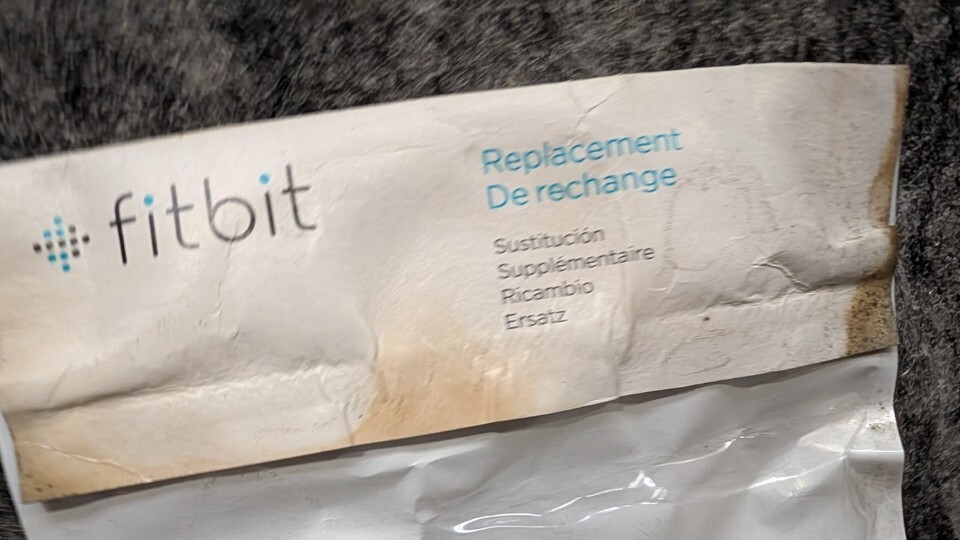 fitbit
Replacement
De rechange
Sustitución
Supplémentaire
Ricambio
Ersatz